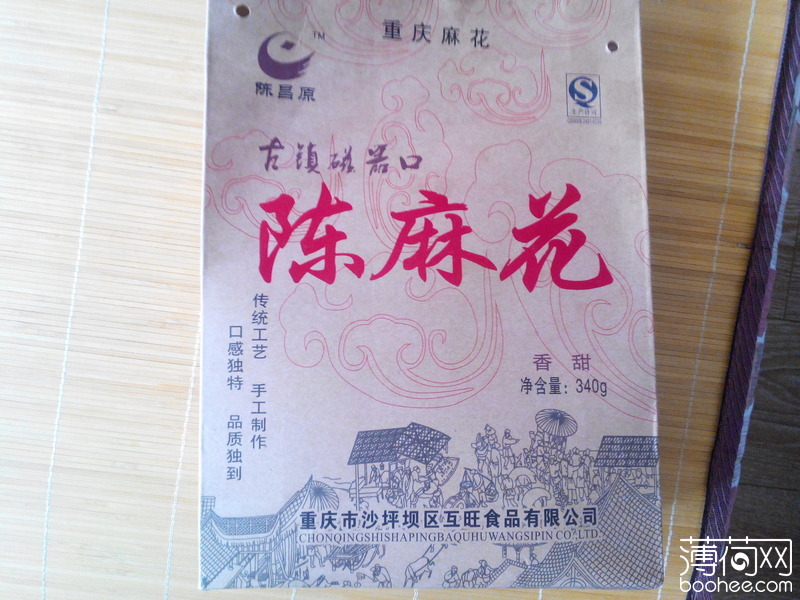 重庆麻花
TM
陈昌原
古镇磁器口
陈麻花
传统工艺 手工制作
口感独特 品质独到
香甜
净含量：340g
重庆市沙坪坝区互旺食品有限公司
CHONQINGSHISHAPINGBAQUHUWANGSIPIN CO.,LTD.
薄荷网
boohee.com